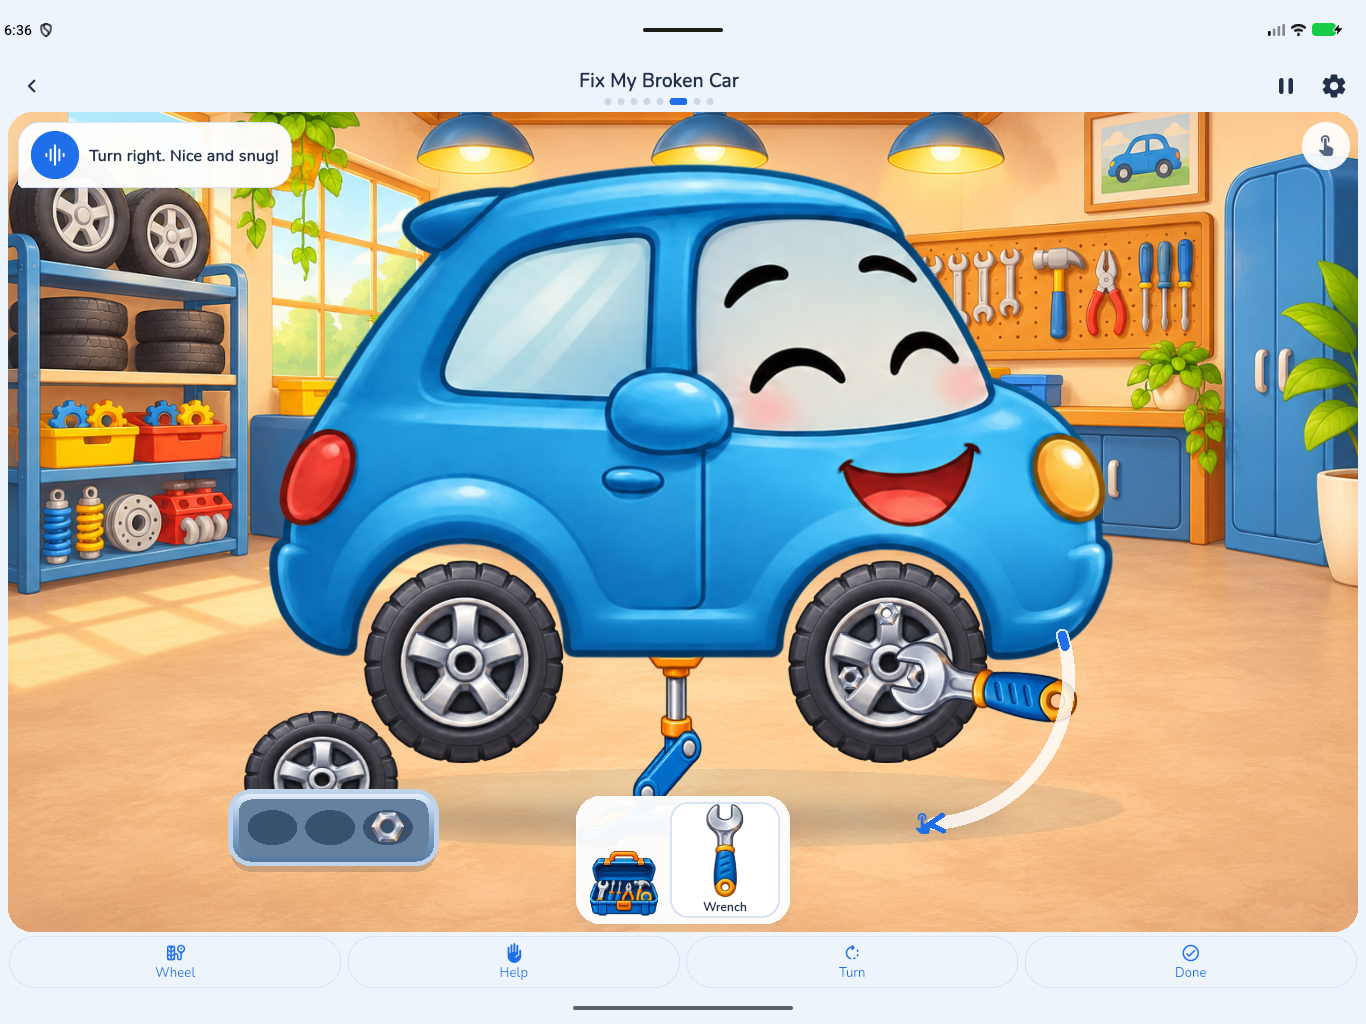 6:36
Fix My Broken Car
Turn right. Nice and snug!
Wrench
Wheel
Help
Turn
Done